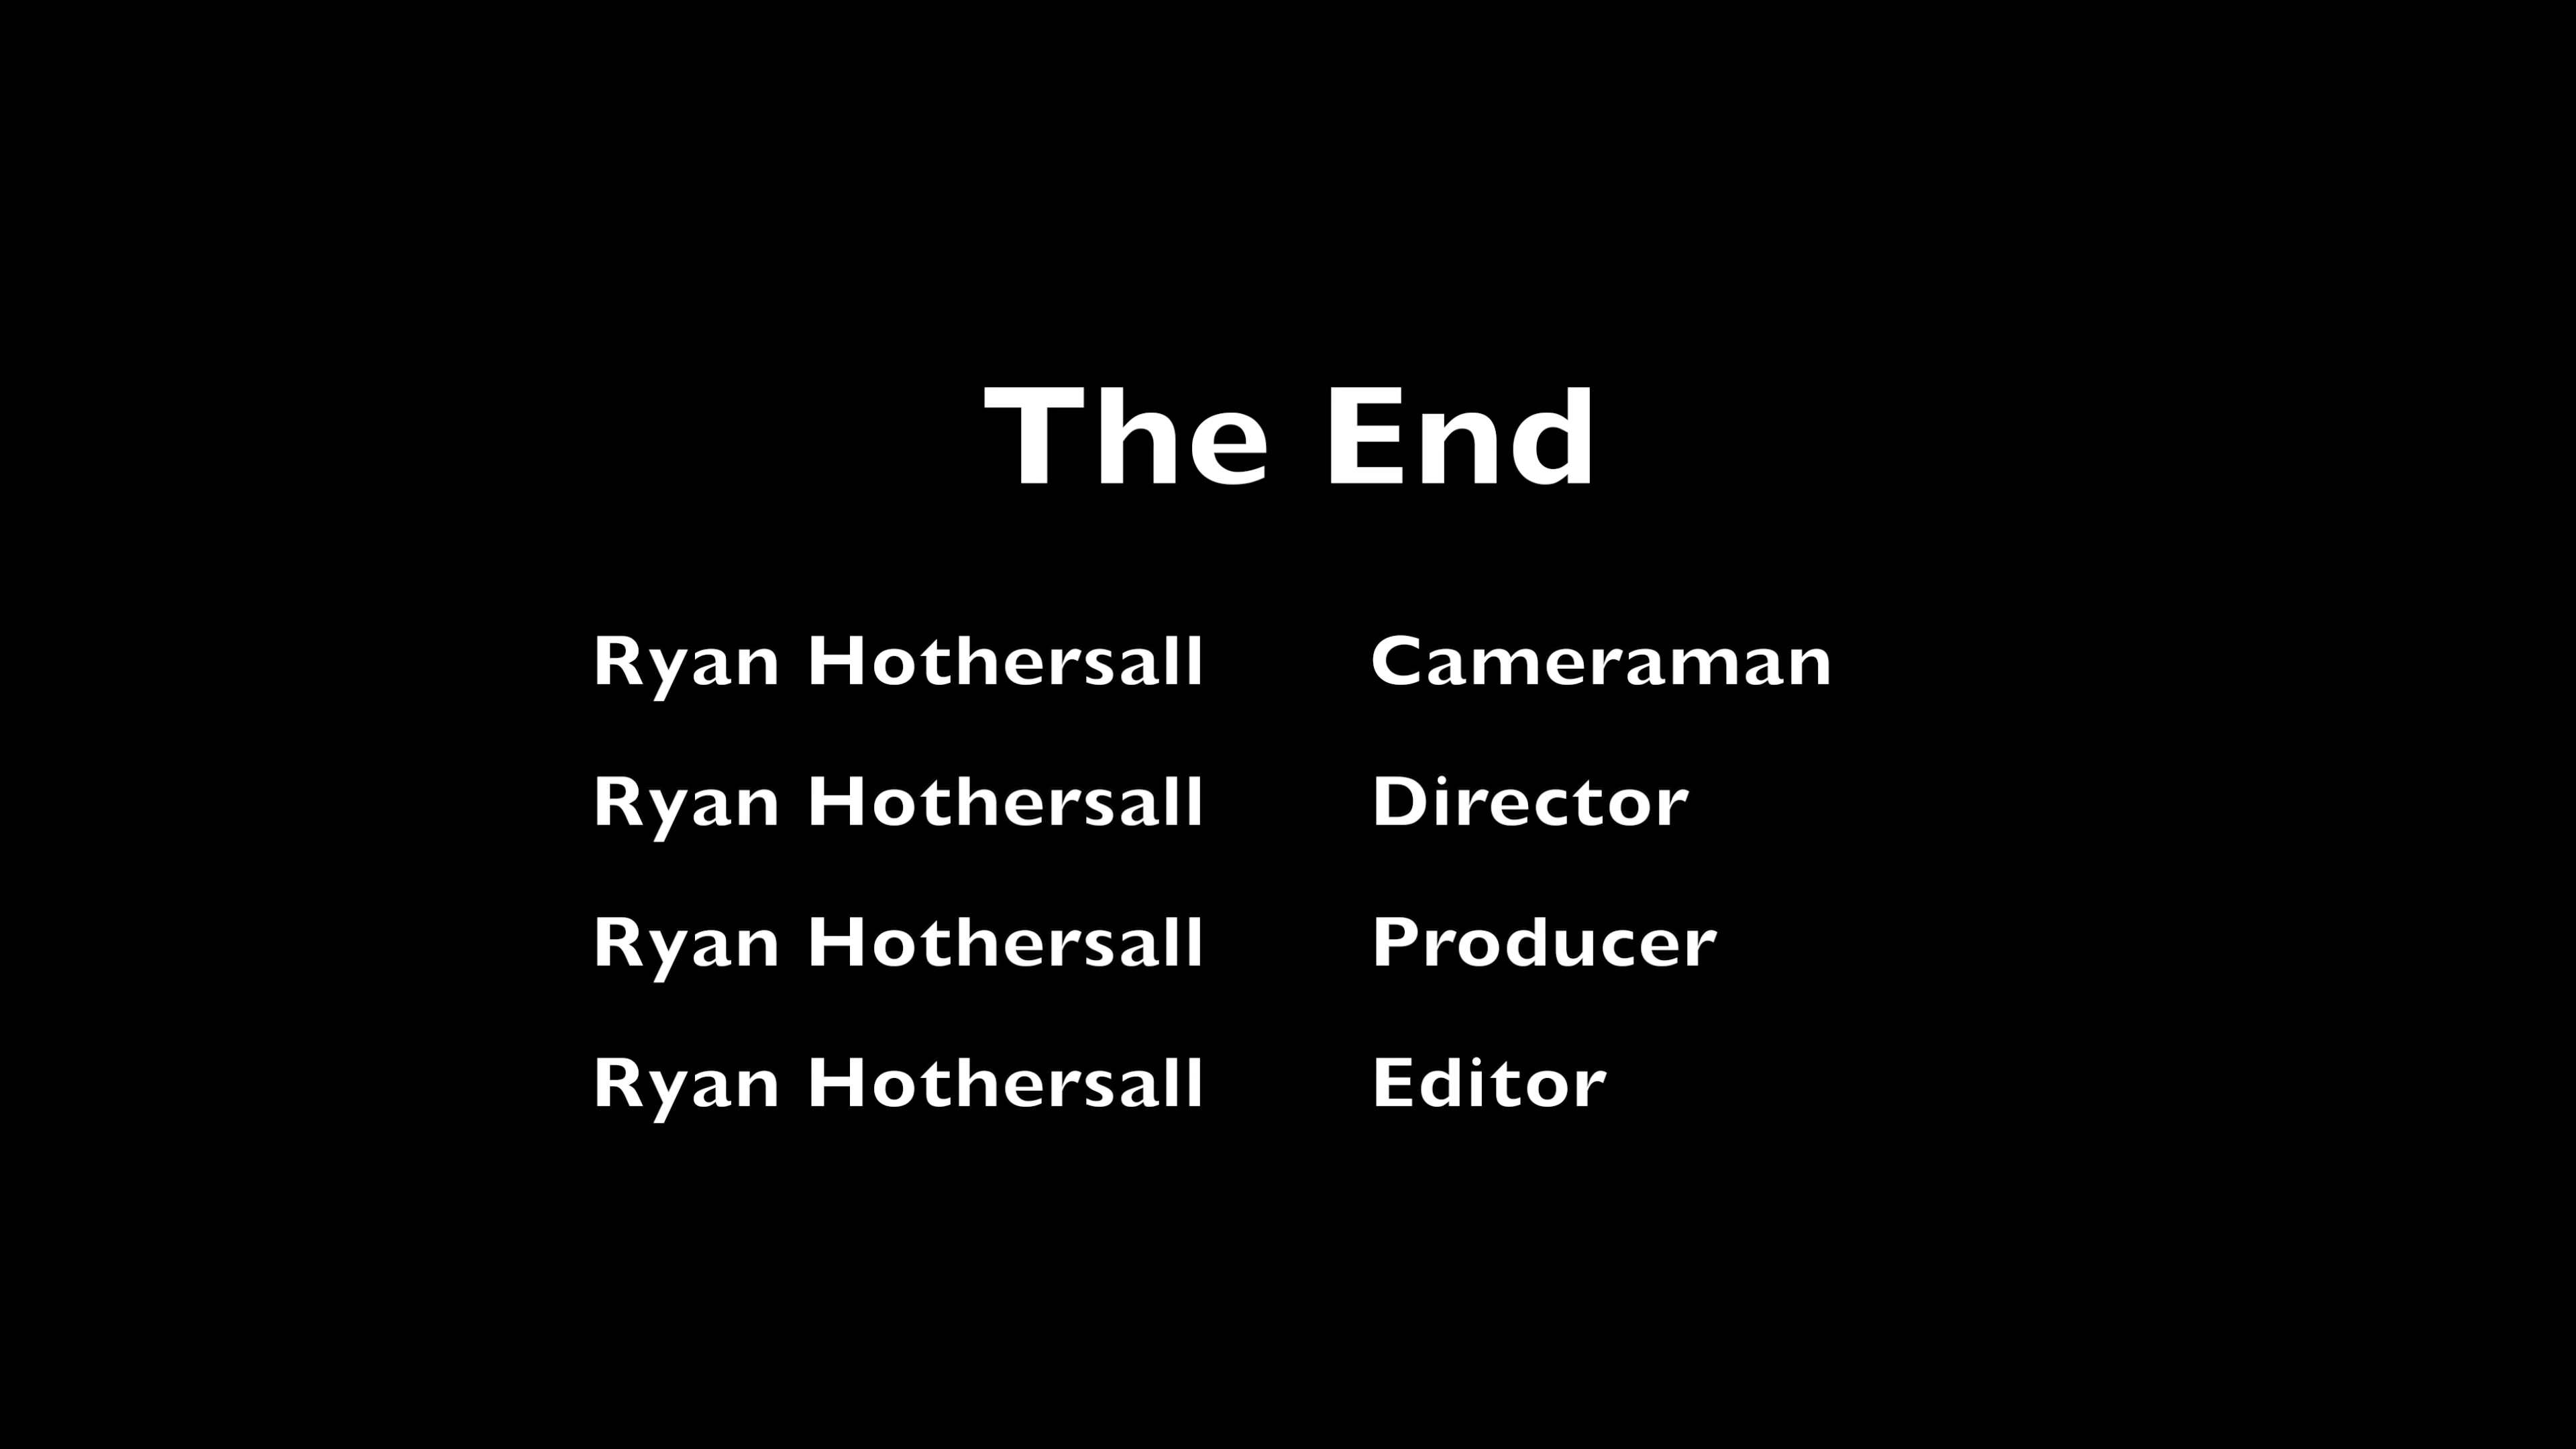 The End
Ryan Hothersall Cameraman
Ryan Hothersall Director
Ryan Hothersall Producer
Ryan Hothersall Editor